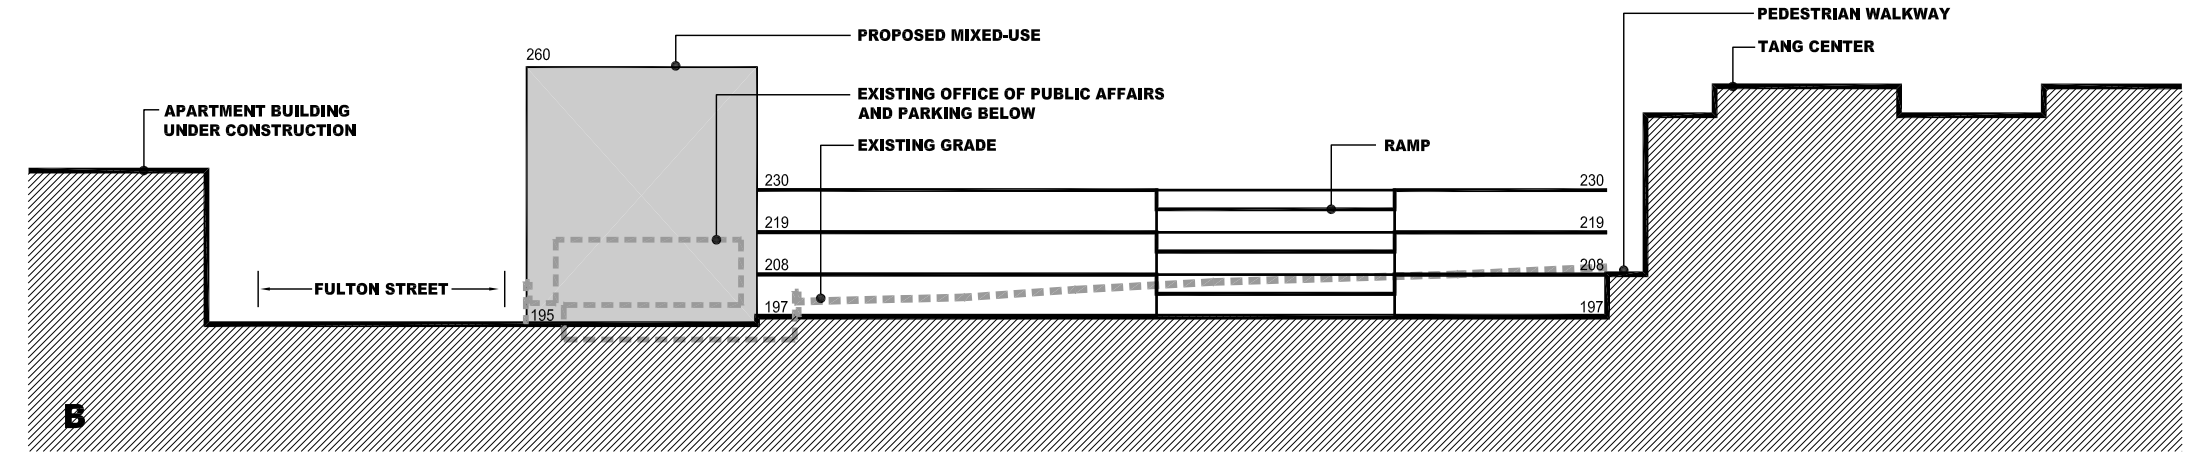 PEDESTRIAN WALKWAY
PROPOSED MIXED-USE
TANG CENTER
260
EXISTING OFFICE OF PUBLIC AFFAIRS
AND PARKING BELOW
APARTMENT BUILDING
UNDER CONSTRUCTION
EXISTING GRADE
RAMP
230
230
219
219
208
208
FULTON STREET
195
197
197
B